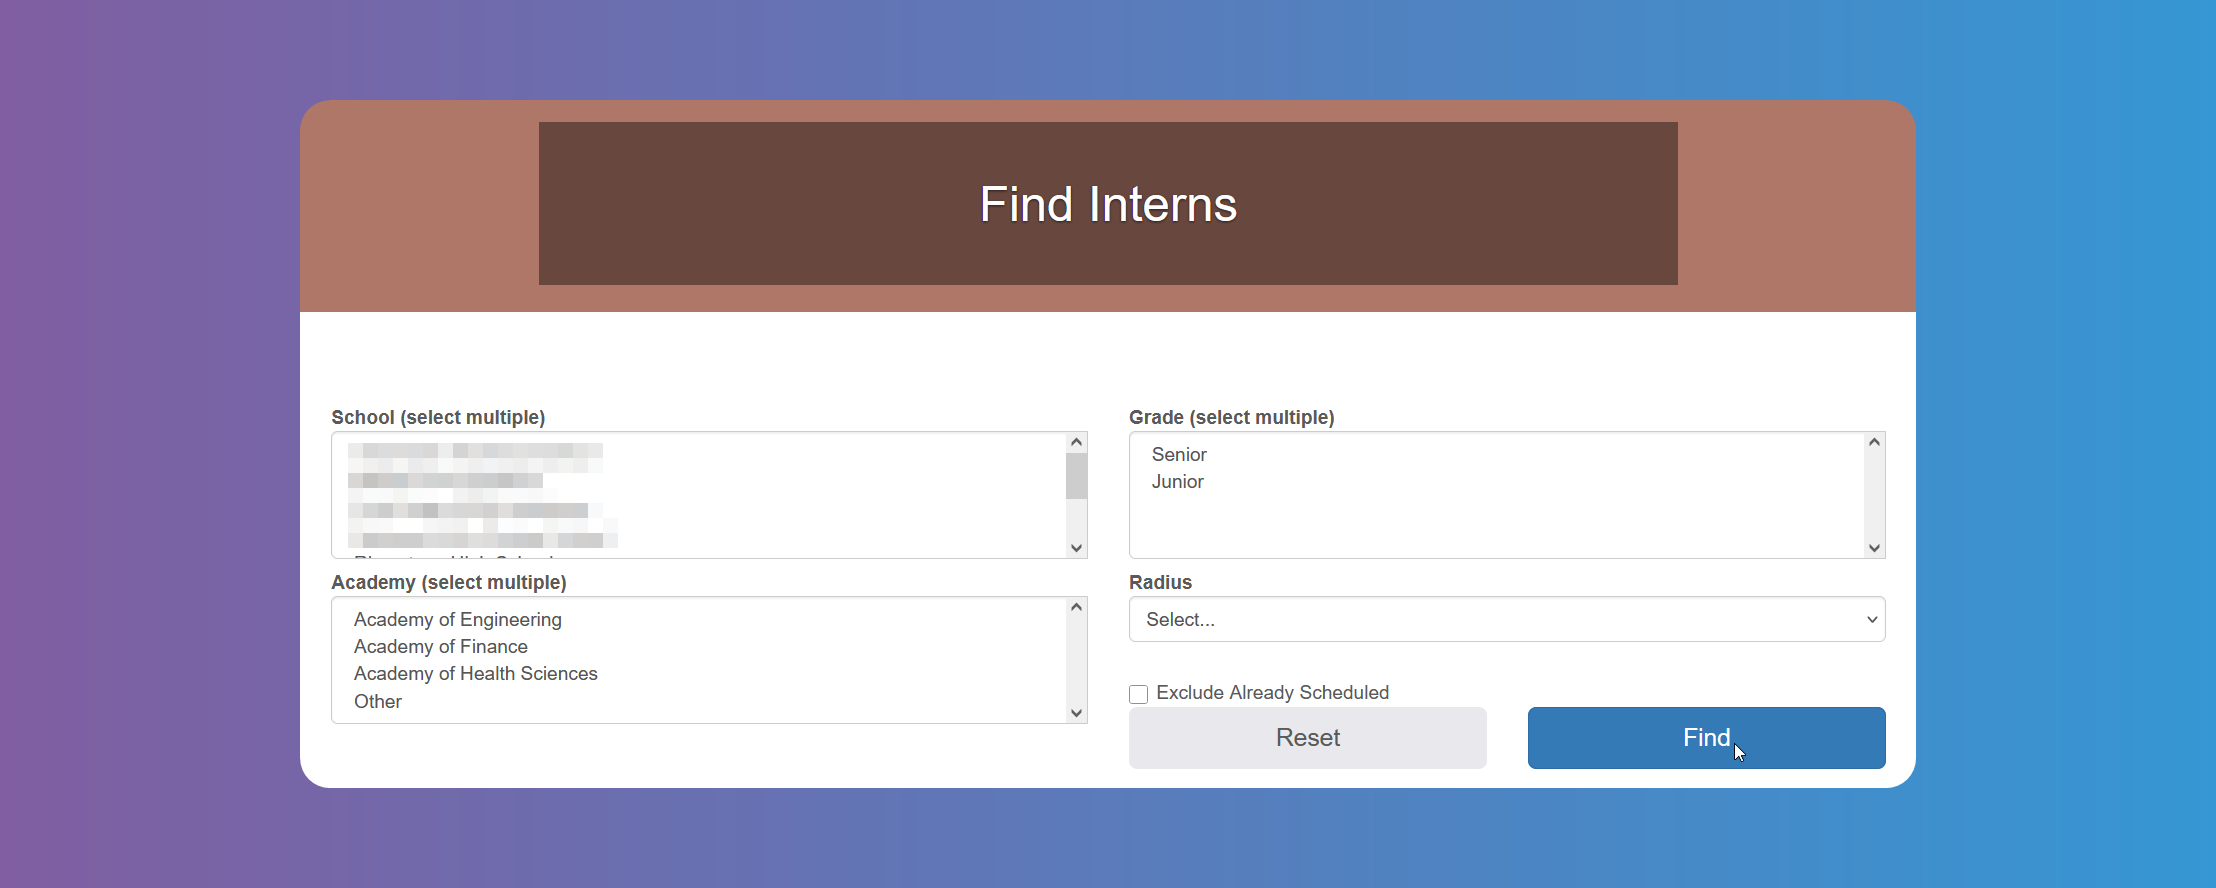 Find Interns
School (select multiple)
Academy (select multiple)
Academy of Engineering
Academy of Finance
Academy of Health Sciences
Other
Grade (select multiple)
Senior
Junior
Radius
Select...
Exclude Already Scheduled
Reset
Find